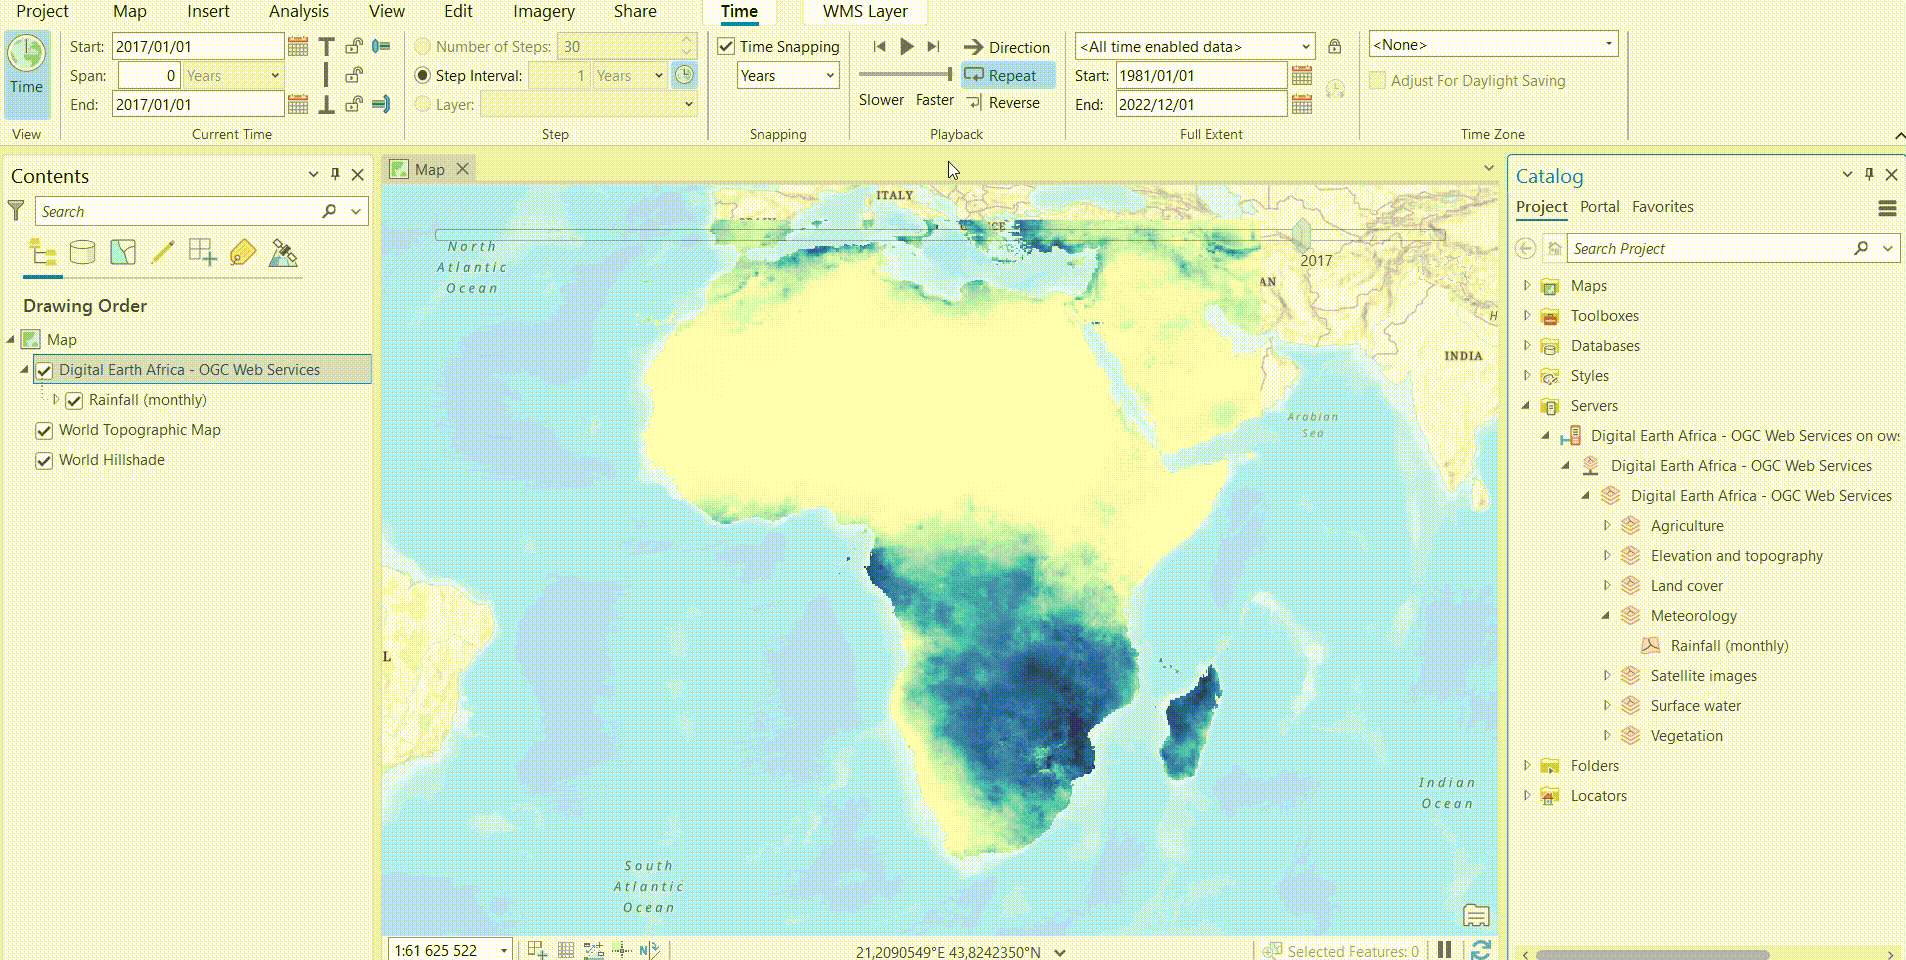 Project Map Insert Analysis View Edit Imagery Share Time WMS Layer
Time
View
Start: 2017/01/01
Span: 0 Years
End: 2017/01/01
Current Time
Number of Steps: 30
Step Interval: 1 Years
Layer:
Step
Time Snapping
Years
Snapping
Slower Faster
Direction
Repeat
Reverse
Playback
<All time enabled data>
Start: 1981/01/01
End: 2022/12/01
Full Extent
<None>
Adjust For Daylight Saving
Time Zone
Contents
Search
Drawing Order
Map
Digital Earth Africa - OGC Web Services
Rainfall (monthly)
World Topographic Map
World Hillshade
Map
ITALY
North
Atlantic
Ocean
2017
AN
INDIA
Arabian
Sea
L
Indian
Ocean
South
Atlantic
Ocean
1:61 625 522
21,2090549°E 43,8242350°N
Selected Features: 0
Catalog
Project Portal Favorites
Search Project
Maps
Toolboxes
Databases
Styles
Servers
Digital Earth Africa - OGC Web Services on ows
Digital Earth Africa - OGC Web Services
Digital Earth Africa - OGC Web Services
Agriculture
Elevation and topography
Land cover
Meteorology
Rainfall (monthly)
Satellite images
Surface water
Vegetation
Folders
Locators